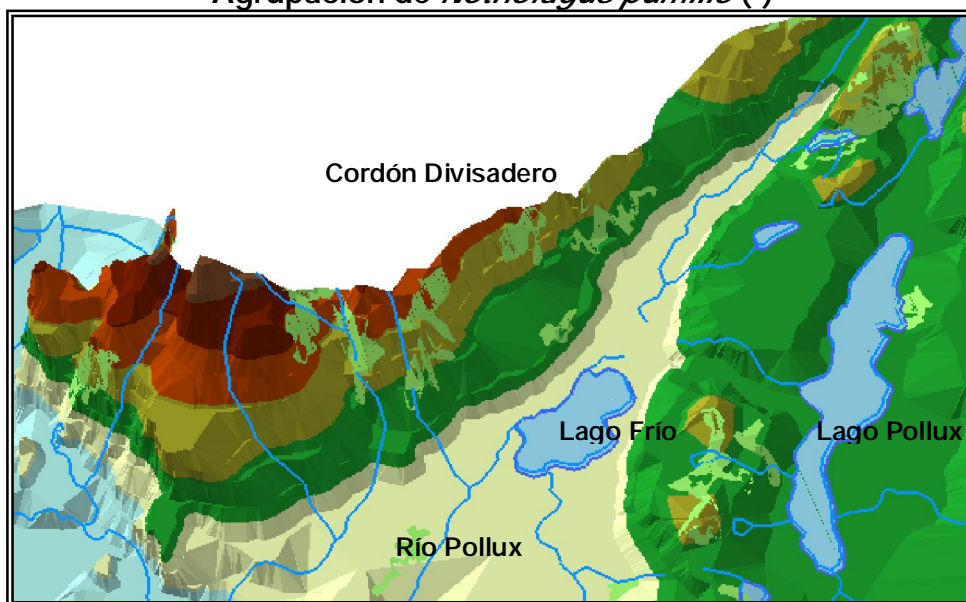 Agrupación de Nothofagus pumilio (*)
Cordón Divisadero
Lago Frío
Lago Pollux
Río Pollux